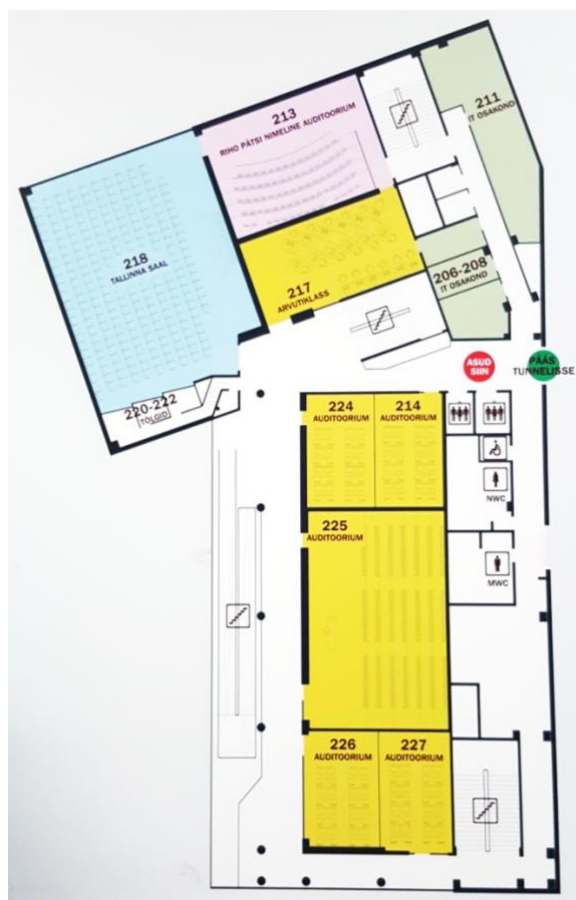 211
IT OSAKOND
213
RIHO PÄTSI NIMELINE AUDITOORIUM
218
TALLINNA SAAL
217
ARVUTIKLASS
206-208
IT OSAKOND
ASUD
SIIN
PÄÄS
TUNNELISSE
220-222
TÕLGID
224
AUDITOORIUM
214
AUDITOORIUM
225
AUDITOORIUM
NWC
MWC
226
AUDITOORIUM
227
AUDITOORIUM